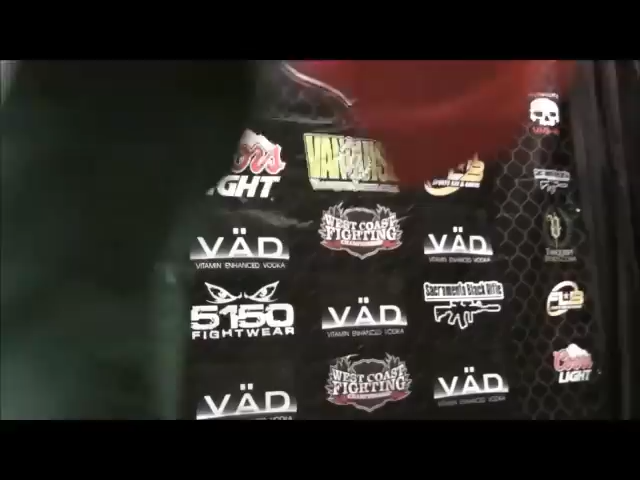 Coors
LIGHT
VÄD
VITAMIN ENHANCED VODKA
WEST COAST
FIGHTING
CHAMPIONSHIP
VÄD
VITAMIN ENHANCED VODKA
5150
FIGHTWEAR
VÄD
VITAMIN ENHANCED VODKA
Sacramento Black Rifle
VÄD
WEST COAST
FIGHTING
CHAMPIONSHIP
VÄD
VITAMIN ENHANCED VODKA
Coors
LIGHT